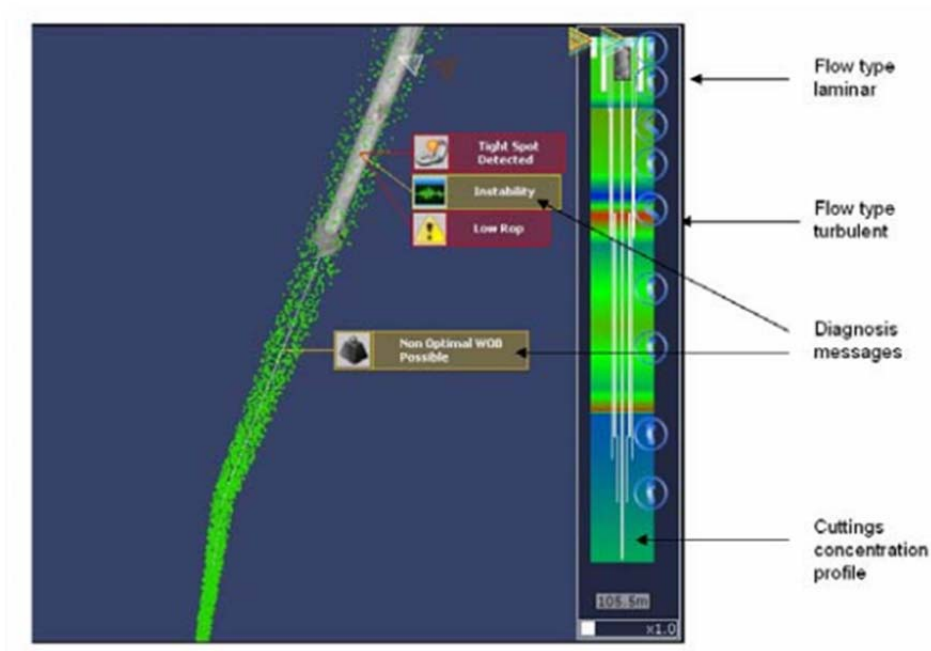 Flow type
laminar
Tight Spot
Detected
Instability
Low Rop
Flow type
turbulent
Non Optimal WOB
Possible
Diagnosis
messages
Cuttings
concentration
profile
105.5m
x1.0